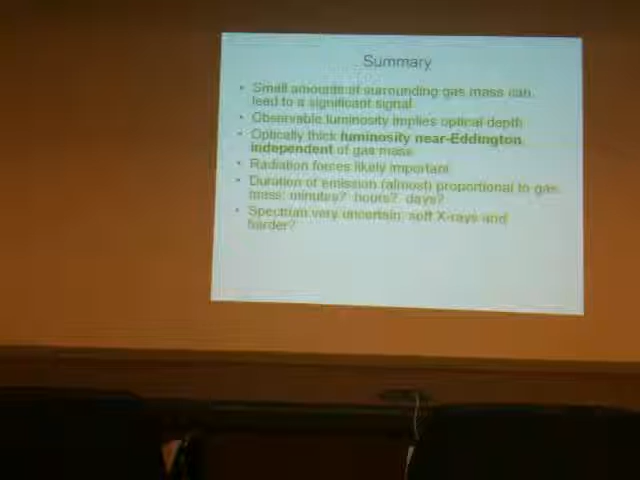 Summary
• Small amounts of surrounding gas mass can
lead to a significant signal
• Observable luminosity implies optical depth
• Optically thick luminosity near-Eddington,
independent of gas mass
• Radiation forces likely important
• Duration of emission (almost) proportional to gas
mass: minutes? hours? days?
• Spectrum very uncertain: soft X-rays and
harder?